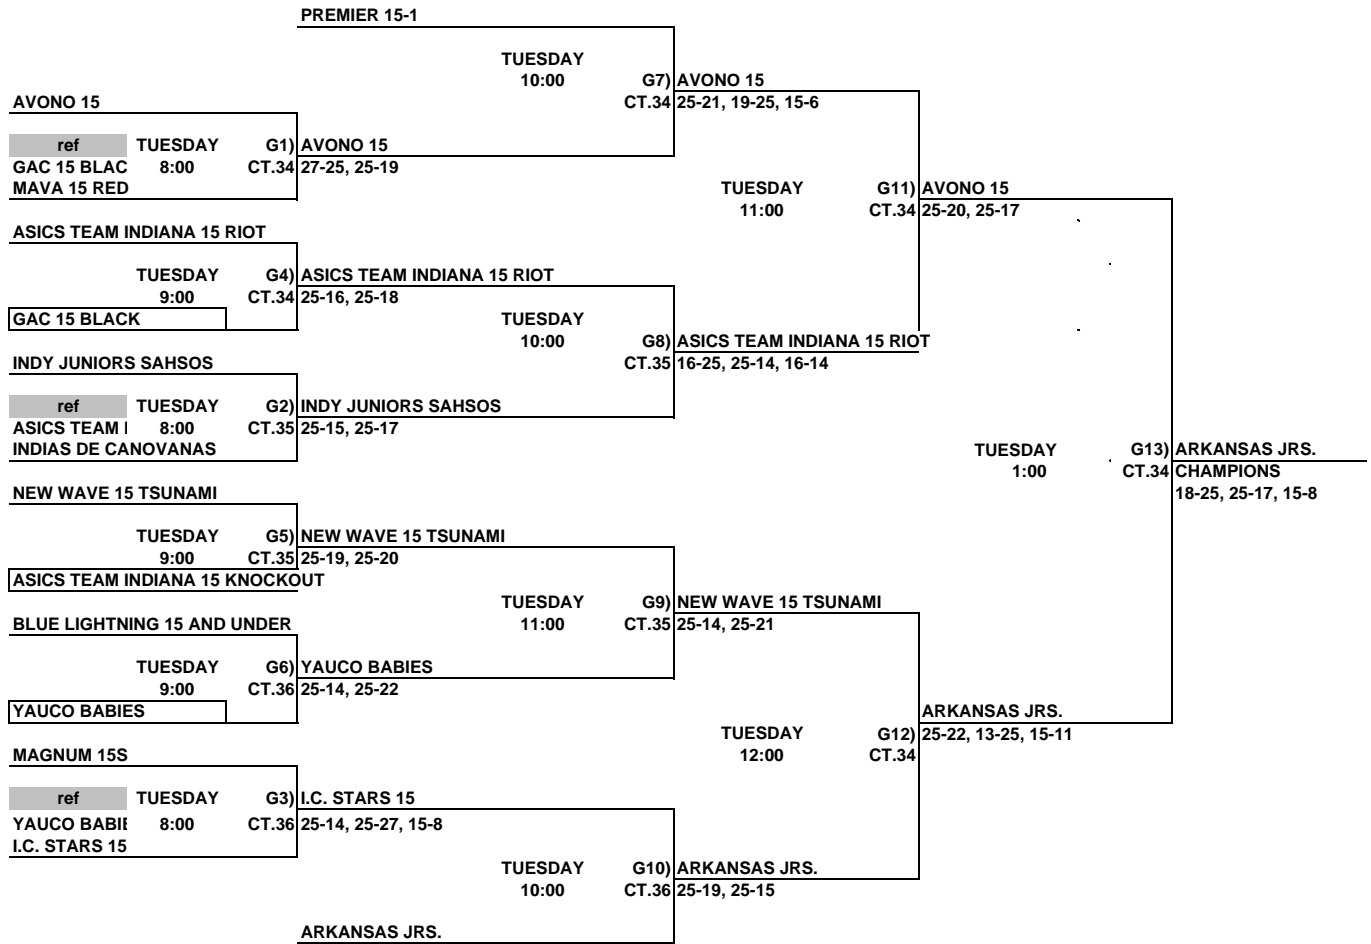 PREMIER 15-1
TUESDAY
10:00 G7) AVONO 15
AVONO 15 CT.34 25-21, 19-25, 15-6
ref TUESDAY G1) AVONO 15
GAC 15 BLAC 8:00 CT.34 27-25, 25-19
MAVA 15 RED TUESDAY G11) AVONO 15
11:00 CT.34 25-20, 25-17
ASICS TEAM INDIANA 15 RIOT
TUESDAY G4) ASICS TEAM INDIANA 15 RIOT
9:00 CT.34 25-16, 25-18
GAC 15 BLACK TUESDAY
10:00 G8) ASICS TEAM INDIANA 15 RIOT
INDY JUNIORS SAHSOS CT.35 16-25, 25-14, 16-14
ref TUESDAY G2) INDY JUNIORS SAHSOS
ASICS TEAM I 8:00 CT.35 25-15, 25-17
INDIAS DE CANOVANAS TUESDAY G13) ARKANSAS JRS.
1:00 CT.34 CHAMPIONS
NEW WAVE 15 TSUNAMI 18-25, 25-17, 15-8
TUESDAY G5) NEW WAVE 15 TSUNAMI
9:00 CT.35 25-19, 25-20
ASICS TEAM INDIANA 15 KNOCKOUT
TUESDAY G9) NEW WAVE 15 TSUNAMI
BLUE LIGHTNING 15 AND UNDER 11:00 CT.35 25-14, 25-21
TUESDAY G6) YAUCO BABIES
9:00 CT.36 25-14, 25-22
YAUCO BABIES ARKANSAS JRS.
TUESDAY G12) 25-22, 13-25, 15-11
MAGNUM 15S 12:00 CT.34
ref TUESDAY G3) I.C. STARS 15
YAUCO BABIE 8:00 CT.36 25-14, 25-27, 15-8
I.C. STARS 15
TUESDAY G10) ARKANSAS JRS.
10:00 CT.36 25-19, 25-15
ARKANSAS JRS.